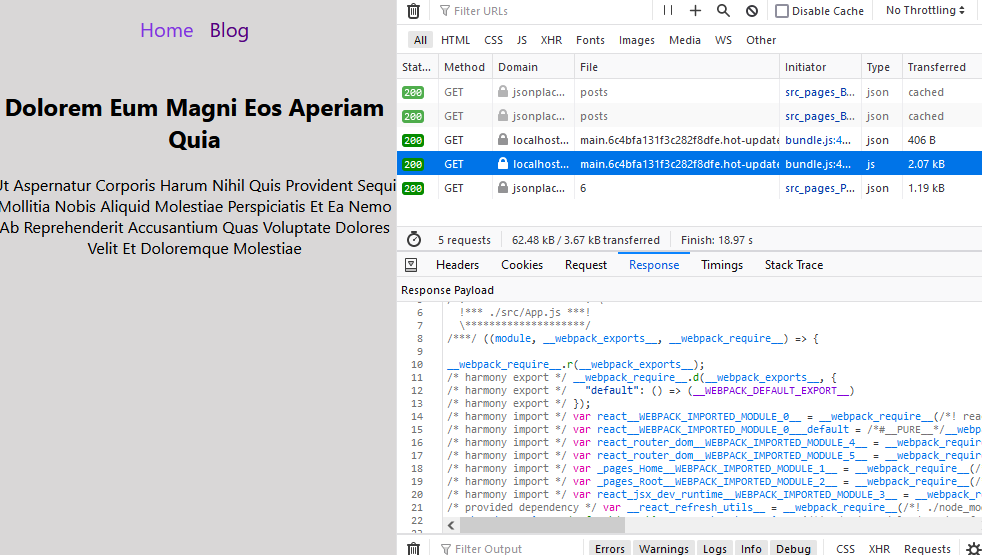 Home Blog
Dolorem Eum Magni Eos Aperiam
Quia
Ut Aspernatur Corporis Harum Nihil Quis Provident Sequi
Mollitia Nobis Aliquid Molestiae Perspiciatis Et Ea Nemo
Ab Reprehenderit Accusantium Quas Voluptate Dolores
Velit Et Doloremque Molestiae
Filter URLs Disable Cache No Throttling
All HTML CSS JS XHR Fonts Images Media WS Other
Stat... Method Domain File Initiator Type Transferred
200 GET jsonplac... posts src_pages_B... json cached
200 GET jsonplac... posts src_pages_B... json cached
200 GET localhost... main.6c4bfa131f3c282f8dfe.hot-update bundle.js:4... json 406 B
200 GET localhost... main.6c4bfa131f3c282f8dfe.hot-update bundle.js:4... js 2.07 kB
200 GET jsonplac... 6 src_pages_P... json 1.19 kB
5 requests 62.48 kB / 3.67 kB transferred Finish: 18.97 s
Headers Cookies Request Response Timings Stack Trace
Response Payload
6 !*** ./src/App.js ***!
7 \********************/
8 /***/ ((module, __webpack_exports__, __webpack_require__) => {
9
10 __webpack_require__.r(__webpack_exports__);
11 /* harmony export */ __webpack_require__.d(__webpack_exports__, {
12 /* harmony export */ "default": () => (__WEBPACK_DEFAULT_EXPORT__)
13 /* harmony export */ });
14 /* harmony import */ var react__WEBPACK_IMPORTED_MODULE_0__ = __webpack_require__(/*! rea
15 /* harmony import */ var react__WEBPACK_IMPORTED_MODULE_0___default = /*#__PURE__*/__webp
16 /* harmony import */ var react_router_dom__WEBPACK_IMPORTED_MODULE_4__ = __webpack_requir
17 /* harmony import */ var react_router_dom__WEBPACK_IMPORTED_MODULE_5__ = __webpack_requir
18 /* harmony import */ var _pages_Home__WEBPACK_IMPORTED_MODULE_1__ = __webpack_require__(/
19 /* harmony import */ var _pages_Root__WEBPACK_IMPORTED_MODULE_2__ = __webpack_require__(/
20 /* harmony import */ var react_jsx_dev_runtime__WEBPACK_IMPORTED_MODULE_3__ = __webpack_r
21 /* provided dependency */ var __react_refresh_utils__ = __webpack_require__(/*! ./node_mod
22
Filter Output Errors Warnings Logs Info Debug CSS XHR Requests